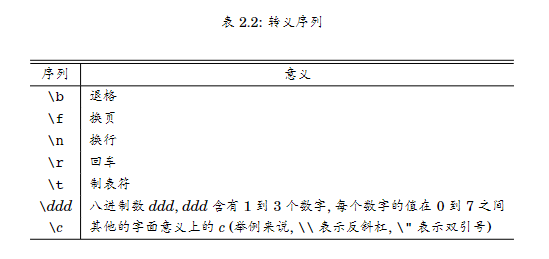 表 2.2: 转义序列
序列 意义
\b 退格
\f 换页
\n 换行
\r 回车
\t 制表符
\ddd 八进制数 ddd, ddd 含有 1 到 3 个数字, 每个数字的值在 0 到 7 之间
\c 其他的字面意义上的 c (举例来说, \\ 表示反斜杠, \" 表示双引号)